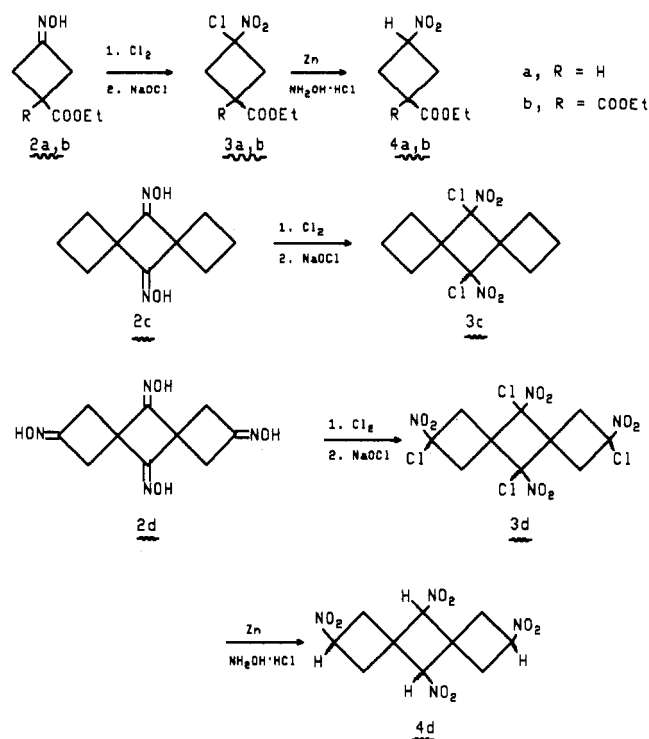 NOH Cl NO₂ H NO₂
1. Cl₂ Zn a, R = H
2. NaOCl NH₂OH·HCl b, R = COOEt
R COOEt R COOEt R COOEt
2a,b 3a,b 4a,b
NOH Cl NO₂
1. Cl₂
2. NaOCl
NOH Cl NO₂
2c 3c
NOH Cl NO₂
HON NOH 1. Cl₂ NO₂ NO₂
2. NaOCl Cl Cl
NOH Cl NO₂
2d 3d
H NO₂
Zn NO₂ NO₂
NH₂OH·HCl H H
H NO₂
4d